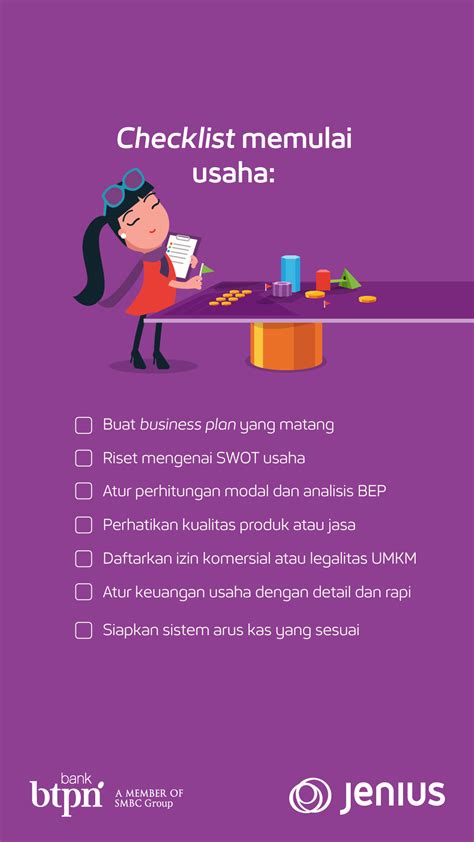 Checklist memulai
usaha:
Buat business plan yang matang
Riset mengenai SWOT usaha
Atur perhitungan modal dan analisis BEP
Perhatikan kualitas produk atau jasa
Daftarkan izin komersial atau legalitas UMKM
Atur keuangan usaha dengan detail dan rapi
Siapkan sistem arus kas yang sesuai
bank
btpn
A MEMBER OF
SMBC Group
jenius